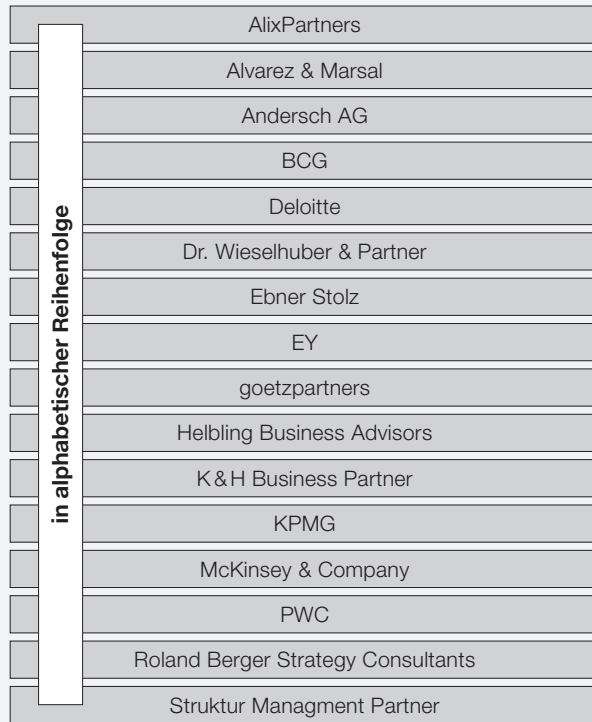 in alphabetischer Reihenfolge
AlixPartners
Alvarez & Marsal
Andersch AG
BCG
Deloitte
Dr. Wieselhuber & Partner
Ebner Stolz
EY
goetzpartners
Helbling Business Advisors
K & H Business Partner
KPMG
McKinsey & Company
PWC
Roland Berger Strategy Consultants
Struktur Managment Partner